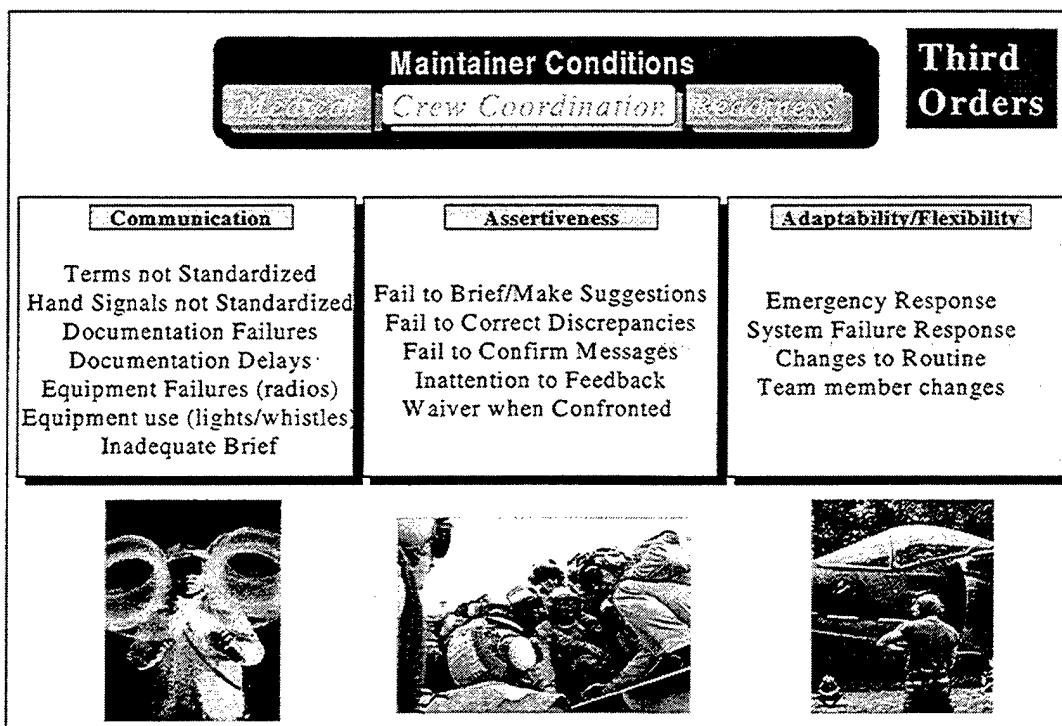 Maintainer Conditions
Medical Crew Coordination Readiness
Third
Orders
Communication
Terms not Standardized
Hand Signals not Standardized
Documentation Failures
Documentation Delays
Equipment Failures (radios)
Equipment use (lights/whistles)
Inadequate Brief
Assertiveness
Fail to Brief/Make Suggestions
Fail to Correct Discrepancies
Fail to Confirm Messages
Inattention to Feedback
Waiver when Confronted
Adaptability/Flexibility
Emergency Response
System Failure Response
Changes to Routine
Team member changes